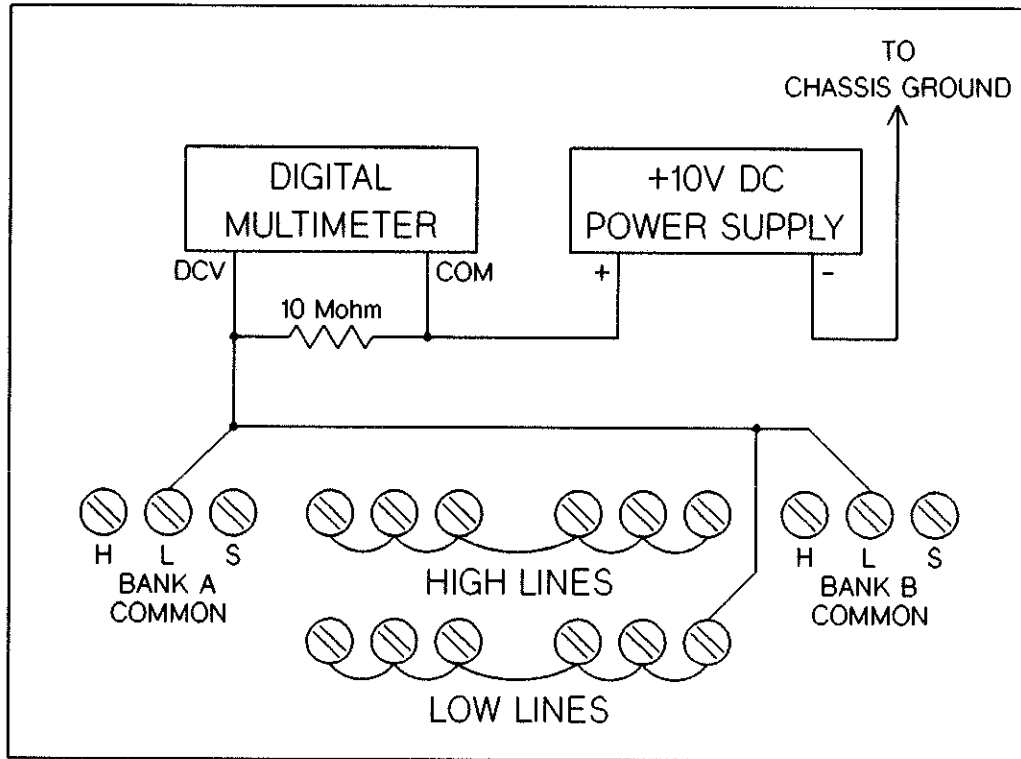 TO
CHASSIS GROUND
DIGITAL
MULTIMETER
+10V DC
POWER SUPPLY
DCV
COM
+
-
10 Mohm
H L S
BANK A
COMMON
HIGH LINES
H L S
BANK B
COMMON
LOW LINES